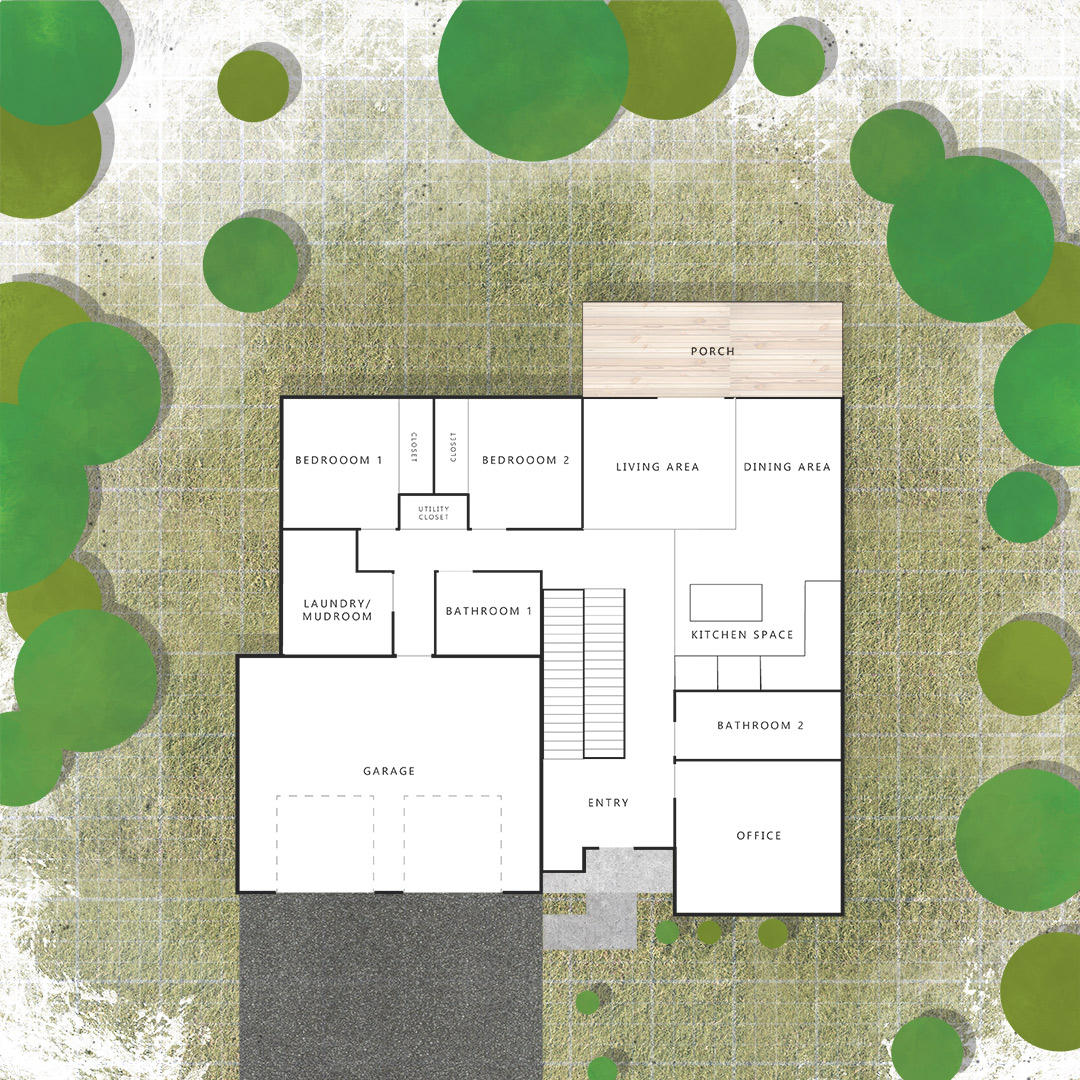 PORCH
BEDROOOM 1
CLOSET
CLOSET
BEDROOOM 2
LIVING AREA
DINING AREA
UTILITY
CLOSET
LAUNDRY/
MUDROOM
BATHROOM 1
KITCHEN SPACE
BATHROOM 2
GARAGE
ENTRY
OFFICE